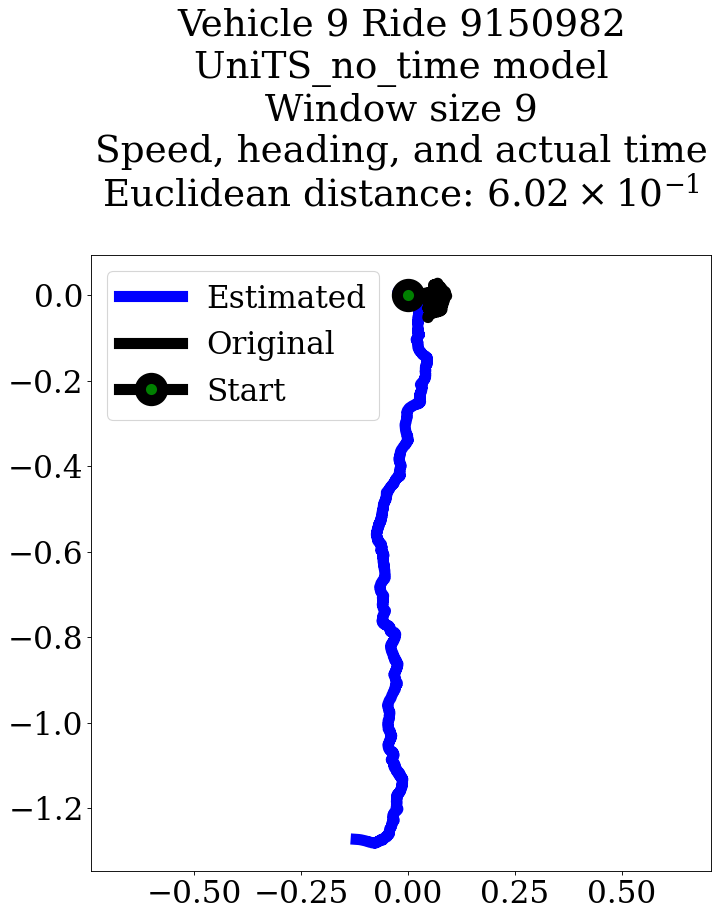 Vehicle 9 Ride 9150982
UniTS_no_time model
Window size 9
Speed, heading, and actual time
Euclidean distance: 6.02 × 10⁻¹
Estimated
Original
Start
0.0
−0.2
−0.4
−0.6
−0.8
−1.0
−1.2
−0.50 −0.25 0.00 0.25 0.50